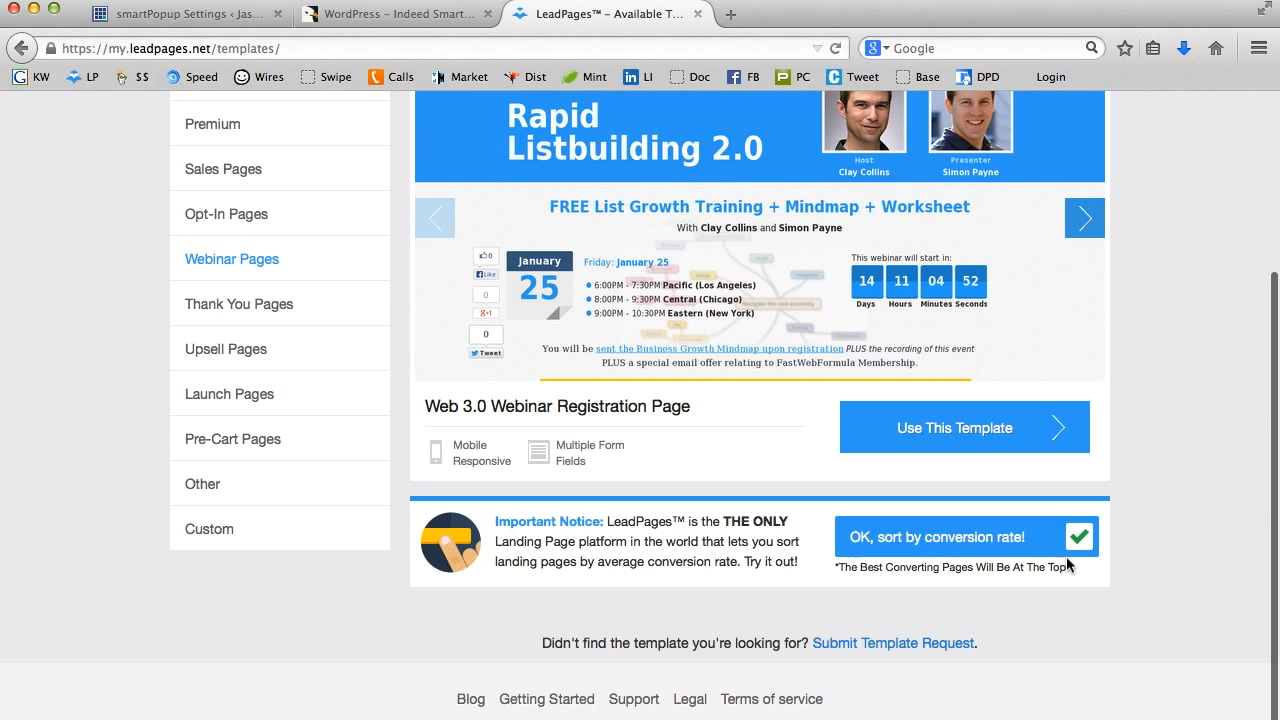 smartPopup Settings ‹ Jas...
WordPress – Indeed Smart...
LeadPages™ – Available T...
https://my.leadpages.net/templates/
Google
KW
LP
$$
Speed
Wires
Swipe
Calls
Market
Dist
Mint
LI
Doc
FB
PC
Tweet
Base
DPD
Login
Premium
Sales Pages
Opt-In Pages
Webinar Pages
Thank You Pages
Upsell Pages
Launch Pages
Pre-Cart Pages
Other
Custom
Rapid
Listbuilding 2.0
Host
Clay Collins
Presenter
Simon Payne
FREE List Growth Training + Mindmap + Worksheet
With Clay Collins and Simon Payne
0
Like
0
g+1
0
Tweet
January
25
Friday: January 25
6:00PM - 7:30PM Pacific (Los Angeles)
8:00PM - 9:30PM Central (Chicago)
9:00PM - 10:30PM Eastern (New York)
This webinar will start in:
14 11 04 52
Days Hours Minutes Seconds
You will be sent the Business Growth Mindmap upon registration PLUS the recording of this event
PLUS a special email offer relating to FastWebFormula Membership.
Web 3.0 Webinar Registration Page
Mobile
Responsive
Multiple Form
Fields
Use This Template
Important Notice: LeadPages™ is the THE ONLY
Landing Page platform in the world that lets you sort
landing pages by average conversion rate. Try it out!
OK, sort by conversion rate!
*The Best Converting Pages Will Be At The Top
Didn't find the template you're looking for? Submit Template Request.
Blog Getting Started Support Legal Terms of service